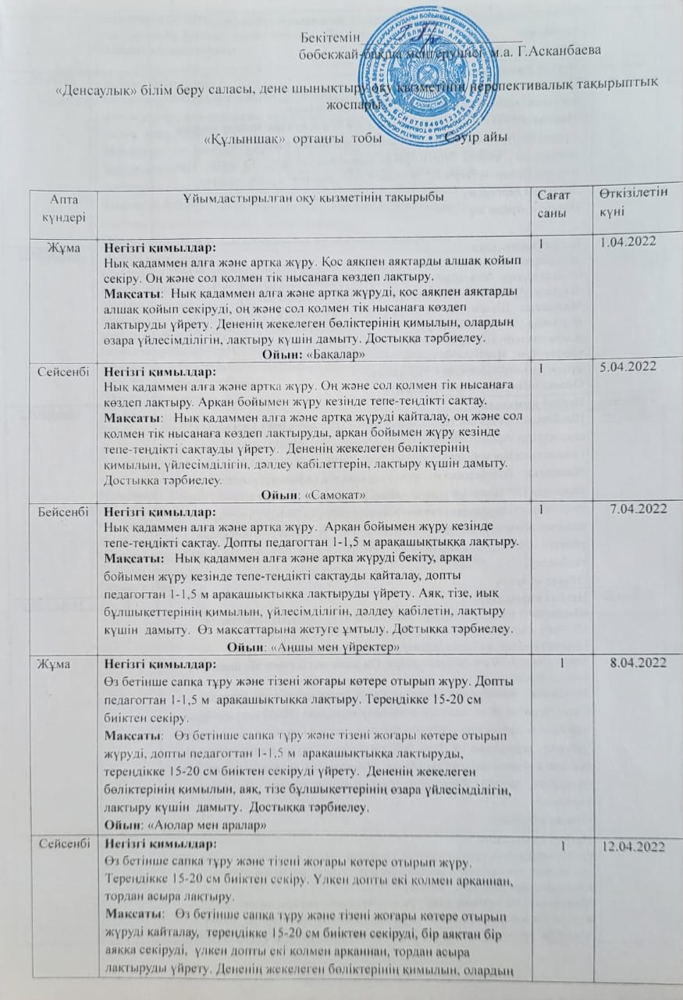 Бекітемін
бөбекжай-бақша меңгерушісі м.а. Г.Асканбаева
«Денсаулық» білім беру саласы, дене шынықтыру оқу қызметінің перспективалық тақырыптық
жоспары
«Құлыншақ» ортаңғы тобы Сәуір айы
ҚАЗАҚСТАН
БСН 070940012355
Апта күндері
Ұйымдастырылған оқу қызметінің тақырыбы
Сағат саны
Өткізілетін күні
Жұма
Негізгі қимылдар:
Нық қадаммен алға және артқа жүру. Қос аяқпен аяқтарды алшақ қойып
секіру. Оң және сол қолмен тік нысанаға көздеп лақтыру.
Мақсаты: Нық қадаммен алға және артқа жүруді, қос аяқпен аяқтарды
алшақ қойып секіруді, оң және сол қолмен тік нысанаға көздеп
лақтыруды үйрету. Дененің жекелеген бөліктерінің қимылын, олардың
өзара үйлесімділігін, лақтыру күшін дамыту. Достыққа тәрбиелеу.
Ойын: «Бақалар»
1
1.04.2022
Сейсенбі
Негізгі қимылдар:
Нық қадаммен алға және артқа жүру. Оң және сол қолмен тік нысанаға
көздеп лақтыру. Арқан бойымен жүру кезінде тепе-теңдікті сақтау.
Мақсаты: Нық қадаммен алға және артқа жүруді қайталау, оң және сол
қолмен тік нысанаға көздеп лақтыруды, арқан бойымен жүру кезінде
тепе-теңдікті сақтауды үйрету. Дененің жекелеген бөліктерінің
қимылын, үйлесімділігін, дәлдеу қабілеттерін, лақтыру күшін дамыту.
Достыққа тәрбиелеу.
Ойын: «Самокат»
1
5.04.2022
Бейсенбі
Негізгі қимылдар:
Нық қадаммен алға және артқа жүру. Арқан бойымен жүру кезінде
тепе-теңдікті сақтау. Допты педагогтан 1-1,5 м арақашықтыққа лақтыру.
Мақсаты: Нық қадаммен алға және артқа жүруді бекіту, арқан
бойымен жүру кезінде тепе-теңдікті сақтауды қайталау, допты
педагогтан 1-1,5 м арақашықтыққа лақтыруды үйрету. Аяқ, тізе, иық
бұлшықеттерінің қимылын, үйлесімділігін, дәлдеу қабілетін, лақтыру
күшін дамыту. Өз мақсаттарына жетуге ұмтылу. Достыққа тәрбиелеу.
Ойын: «Аңшы мен үйректер»
1
7.04.2022
Жұма
Негізгі қимылдар:
Өз бетінше сапқа тұру және тізені жоғары көтере отырып жүру. Допты
педагогтан 1-1,5 м арақашықтыққа лақтыру. Тереңдікке 15-20 см
биіктен секіру.
Мақсаты: Өз бетінше сапқа тұру және тізені жоғары көтере отырып
жүруді, допты педагогтан 1-1,5 м арақашықтыққа лақтыруды,
тереңдікке 15-20 см биіктен секіруді үйрету. Дененің жекелеген
бөліктерінің қимылын, аяқ, тізе бұлшықеттерінің өзара үйлесімділігін,
лақтыру күшін дамыту. Достыққа тәрбиелеу.
Ойын: «Аюлар мен аралар»
1
8.04.2022
Сейсенбі
Негізгі қимылдар:
Өз бетінше сапқа тұру және тізені жоғары көтере отырып жүру.
Тереңдікке 15-20 см биіктен секіру. Үлкен допты екі қолмен арқаннан,
тордан асыра лақтыру.
Мақсаты: Өз бетінше сапқа тұру және тізені жоғары көтере отырып
жүруді қайталау, тереңдікке 15-20 см биіктен секіруді, бір аяқтан бір
аяққа секіруді, үлкен допты екі қолмен арқаннан, тордан асыра
лақтыруды үйрету. Дененің жекелеген бөліктерінің қимылын, олардың
1
12.04.2022